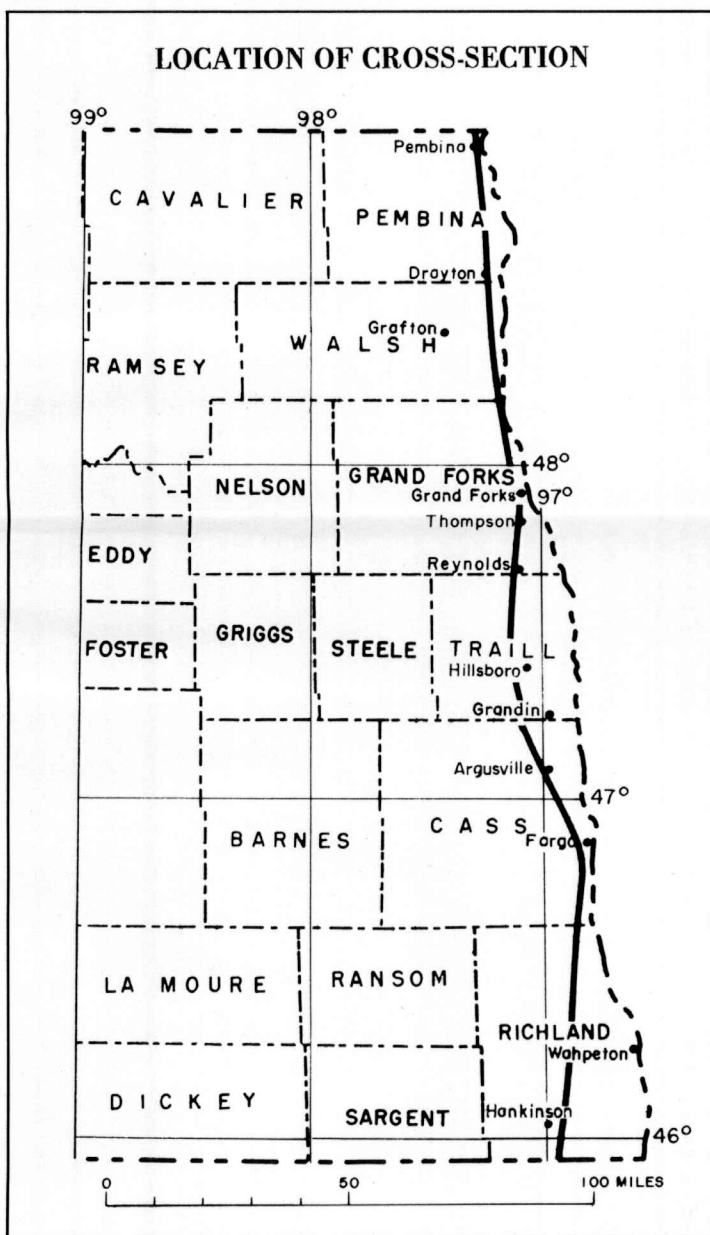 LOCATION OF CROSS-SECTION
99° 98°
Pembina
CAVALIER
PEMBINA
Drayton
Grafton
WALSH
RAMSEY
48°
GRAND FORKS
NELSON
Grand Forks 97°
Thompson
EDDY
Reynolds
GRIGGS STEELE TRAILL
FOSTER
Hillsboro
Grandin
Argusville
47°
CASS
BARNES
Fargo
RANSOM
LA MOURE
RICHLAND
Wahpeton
DICKEY
Hankinson
SARGENT
46°
0 50 100 MILES